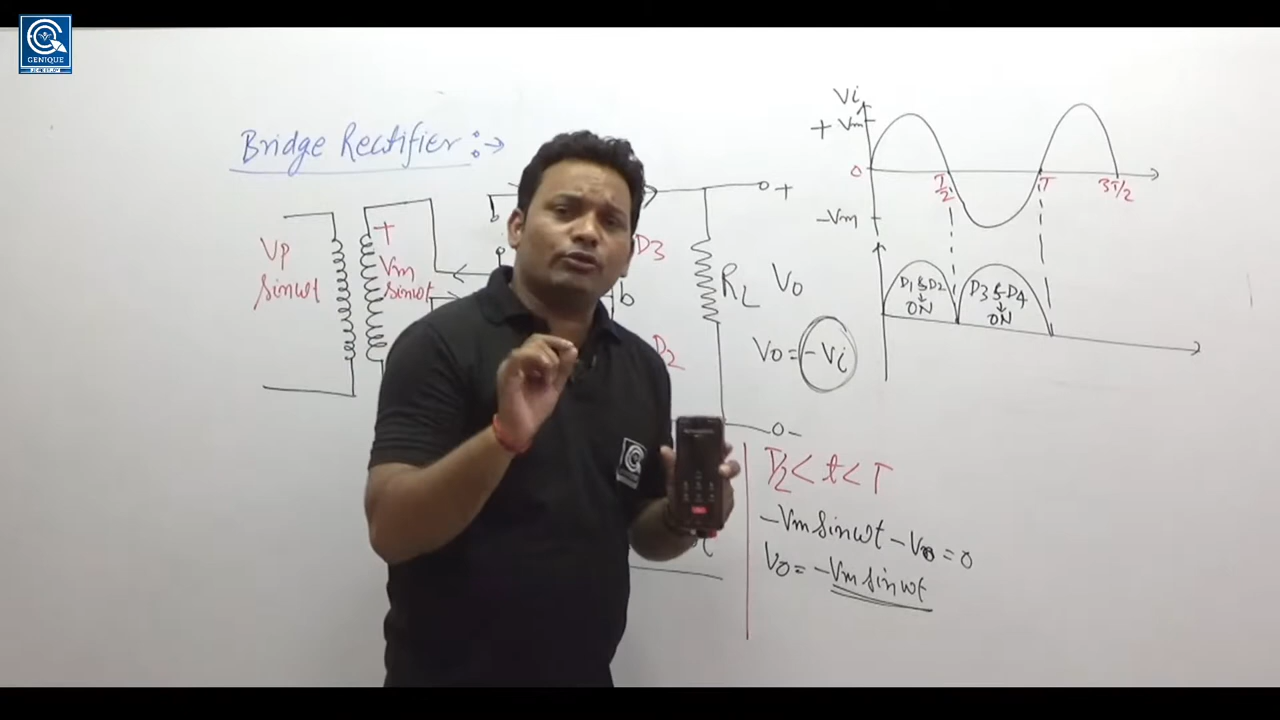 GENIQUE
Bridge Rectifier :→
Vp
sinωt
+
Vm
sinωt
D3
b
D2
+
RL
Vo
Vo = -Vi
o-
Vi
+Vm
0
-Vm
T/2
T
3T/2
D1 & D2
↓
ON
D3 & D4
↓
ON
T/2 < t < T
-Vm sinωt - Vo = 0
Vo = -Vm sinωt